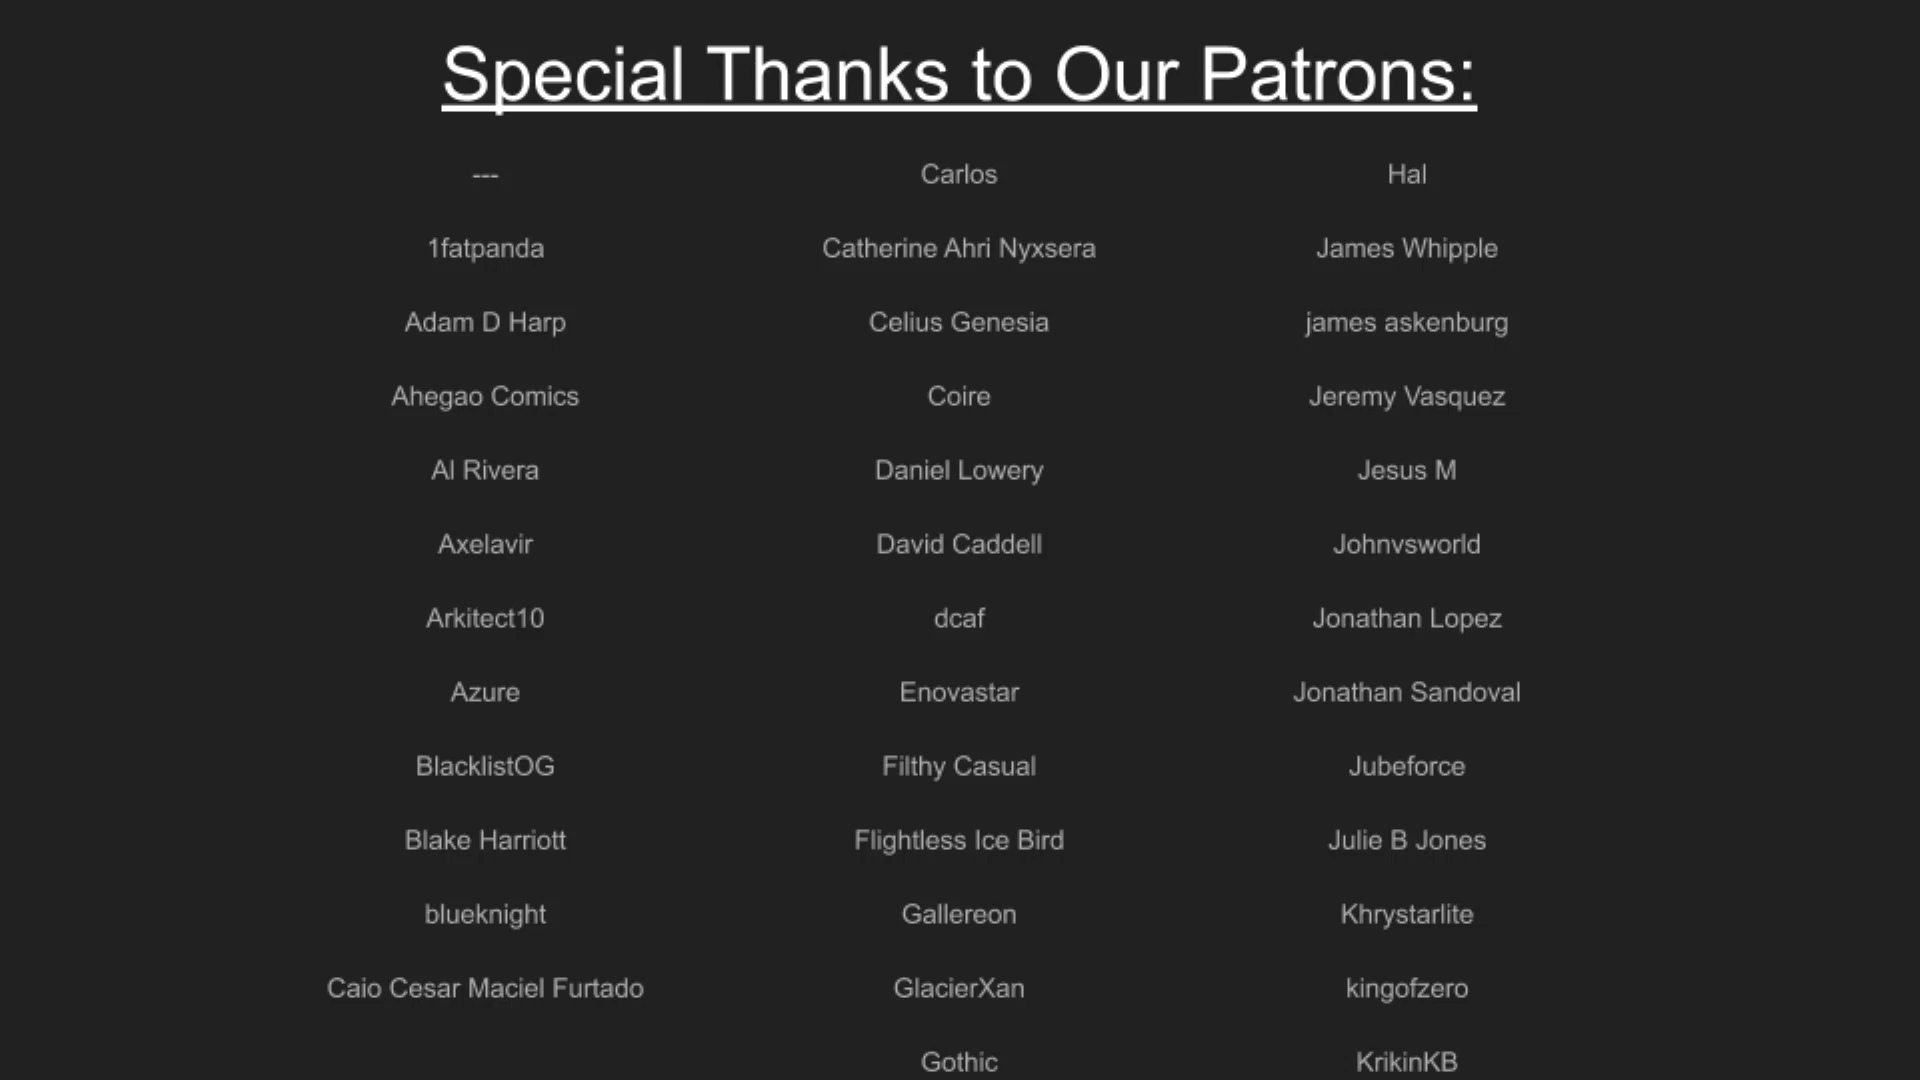 Special Thanks to Our Patrons:
---
1fatpanda
Adam D Harp
Ahegao Comics
Al Rivera
Axelavir
Arkitect10
Azure
BlacklistOG
Blake Harriott
blueknight
Caio Cesar Maciel Furtado
Carlos
Catherine Ahri Nyxsera
Celius Genesia
Coire
Daniel Lowery
David Caddell
dcaf
Enovastar
Filthy Casual
Flightless Ice Bird
Gallereon
GlacierXan
Gothic
Hal
James Whipple
james askenburg
Jeremy Vasquez
Jesus M
Johnvsworld
Jonathan Lopez
Jonathan Sandoval
Jubeforce
Julie B Jones
Khrystarlite
kingofzero
KrikinKB